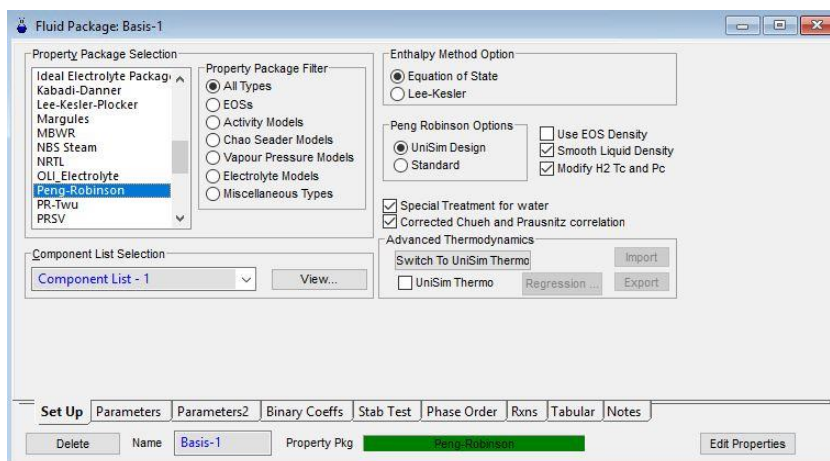 Fluid Package: Basis-1
Property Package Selection
Ideal Electrolyte Packag
Kabadi-Danner
Lee-Kesler-Plocker
Margules
MBWR
NBS Steam
NRTL
OLI_Electrolyte
Peng-Robinson
PR-Twu
PRSV
Property Package Filter
All Types
EOSs
Activity Models
Chao Seader Models
Vapour Pressure Models
Electrolyte Models
Miscellaneous Types
Component List Selection
Component List - 1
View...
Enthalpy Method Option
Equation of State
Lee-Kesler
Peng Robinson Options
UniSim Design
Standard
Use EOS Density
Smooth Liquid Density
Modify H2 Tc and Pc
Special Treatment for water
Corrected Chueh and Prausnitz correlation
Advanced Thermodynamics
Switch To UniSim Thermo
Import
UniSim Thermo
Regression ...
Export
Set Up Parameters Parameters2 Binary Coeffs Stab Test Phase Order Rxns Tabular Notes
Delete Name Basis-1 Property Pkg Peng-Robinson Edit Properties